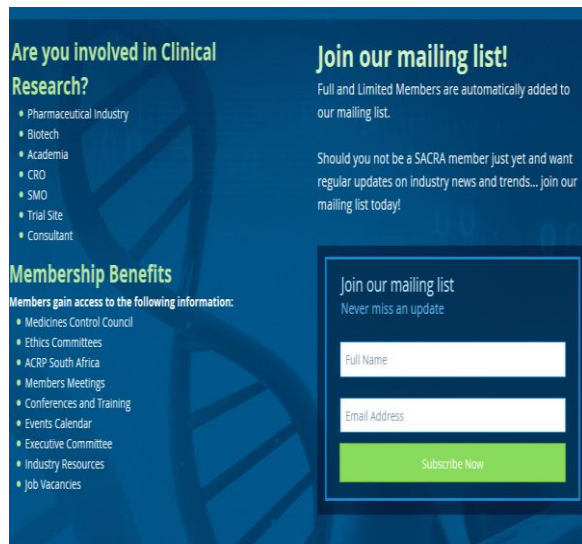 Are you involved in Clinical
Research?
Pharmaceutical Industry
Biotech
Academia
CRO
SMO
Trial Site
Consultant
Membership Benefits
Members gain access to the following information:
Medicines Control Council
Ethics Committees
ACRP South Africa
Members Meetings
Conferences and Training
Events Calendar
Executive Committee
Industry Resources
Job Vacancies
Join our mailing list!
Full and Limited Members are automatically added to
our mailing list.
Should you not be a SACRA member just yet and want
regular updates on industry news and trends... join our
mailing list today!
Join our mailing list
Never miss an update
Full Name
Email Address
Subscribe Now